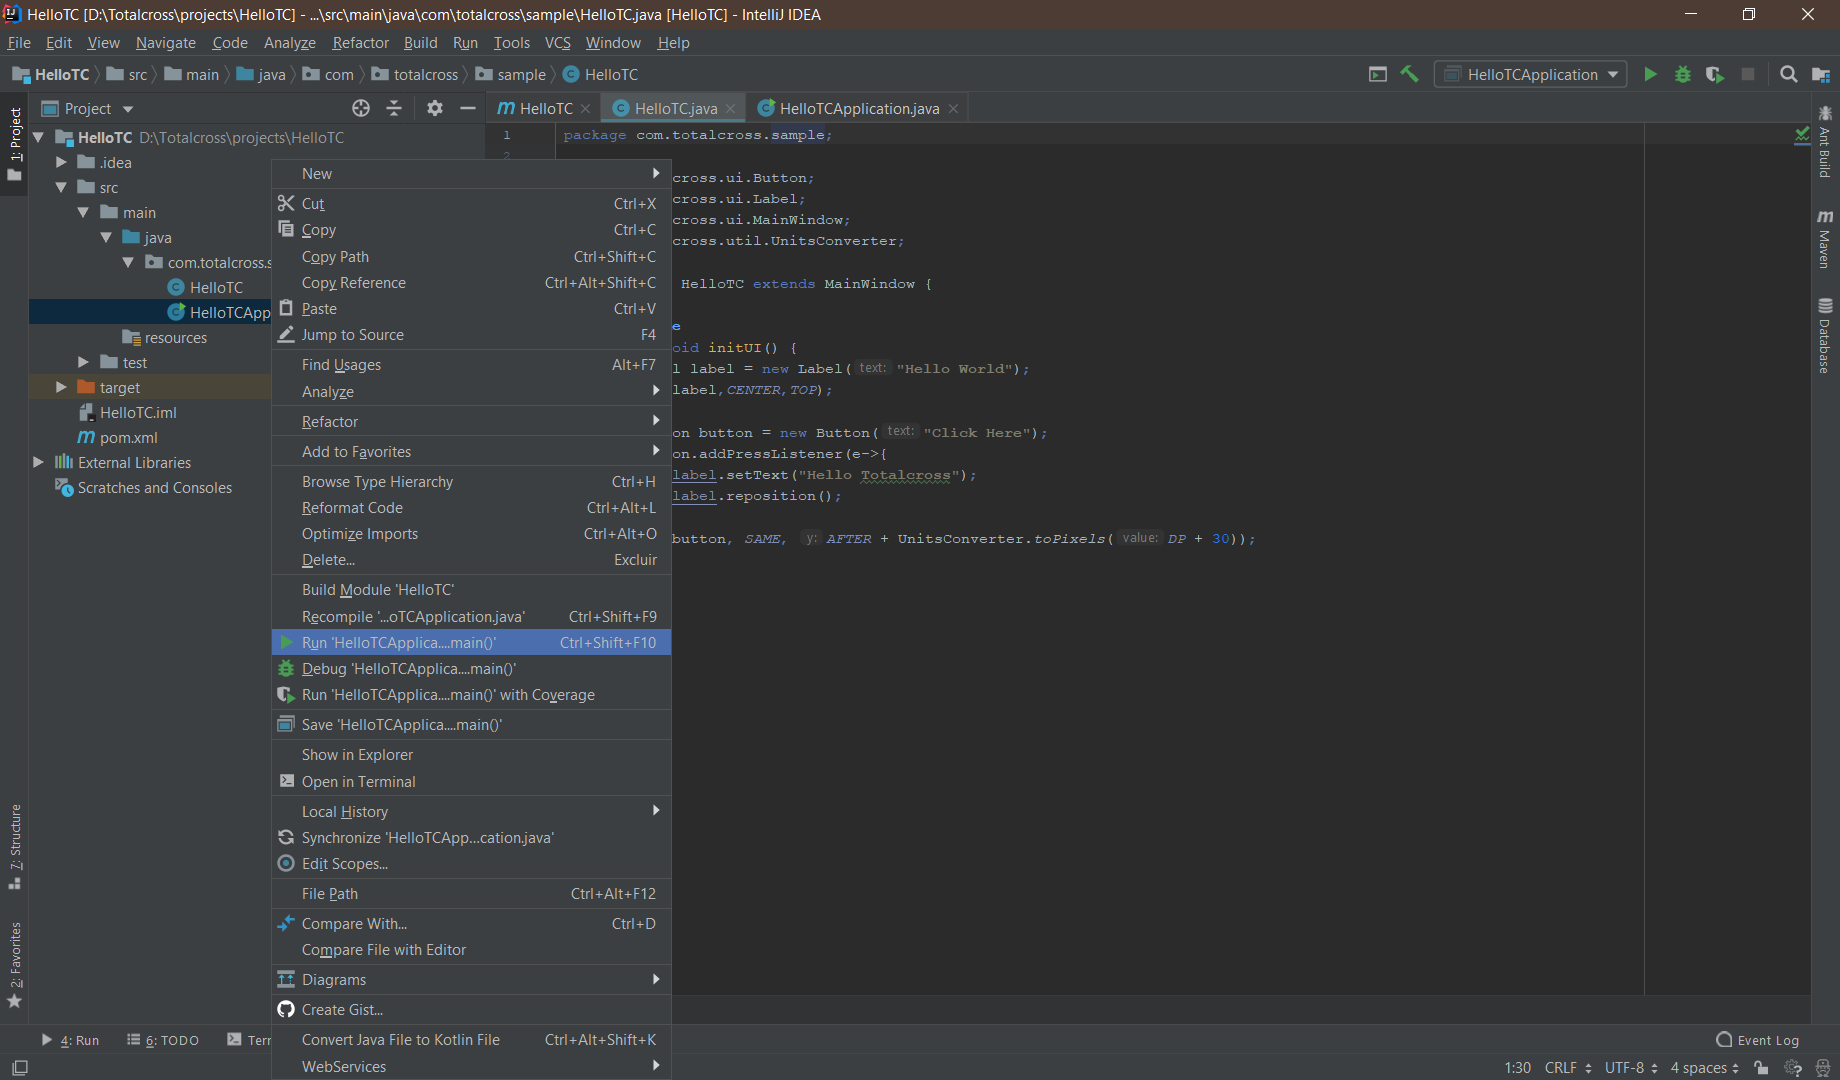 HelloTC [D:\Totalcross\projects\HelloTC] - ...\src\main\java\com\totalcross\sample\HelloTC.java [HelloTC] - IntelliJ IDEA
File Edit View Navigate Code Analyze Refactor Build Run Tools VCS Window Help
HelloTC src main java com totalcross sample HelloTC
HelloTCApplication
Project
HelloTC HelloTC.java HelloTCApplication.java
1: Project
7: Structure
2: Favorites
HelloTC D:\Totalcross\projects\HelloTC
.idea
src
main
java
com.totalcross.s
HelloTC
HelloTCApp
resources
test
target
HelloTC.iml
pom.xml
External Libraries
Scratches and Consoles
New
Cut Ctrl+X
Copy Ctrl+C
Copy Path Ctrl+Shift+C
Copy Reference Ctrl+Alt+Shift+C
Paste Ctrl+V
Jump to Source F4
Find Usages Alt+F7
Analyze
Refactor
Add to Favorites
Browse Type Hierarchy Ctrl+H
Reformat Code Ctrl+Alt+L
Optimize Imports Ctrl+Alt+O
Delete... Excluir
Build Module 'HelloTC'
Recompile '...oTCApplication.java' Ctrl+Shift+F9
Run 'HelloTCApplica....main()' Ctrl+Shift+F10
Debug 'HelloTCApplica....main()'
Run 'HelloTCApplica....main()' with Coverage
Save 'HelloTCApplica....main()'
Show in Explorer
Open in Terminal
Local History
Synchronize 'HelloTCApp...cation.java'
Edit Scopes...
File Path Ctrl+Alt+F12
Compare With... Ctrl+D
Compare File with Editor
Diagrams
Create Gist...
Convert Java File to Kotlin File Ctrl+Alt+Shift+K
WebServices
1 package com.totalcross.sample;
2
cross.ui.Button;
cross.ui.Label;
cross.ui.MainWindow;
cross.util.UnitsConverter;
HelloTC extends MainWindow {
e
oid initUI() {
l label = new Label( text: "Hello World");
label,CENTER,TOP);
on button = new Button( text: "Click Here");
on.addPressListener(e->{
label.setText("Hello Totalcross");
label.reposition();
button, SAME, y: AFTER + UnitsConverter.toPixels( value: DP + 30));
Ant Build
Maven
Database
4: Run 6: TODO Terr
Event Log
1:30 CRLF UTF-8 4 spaces